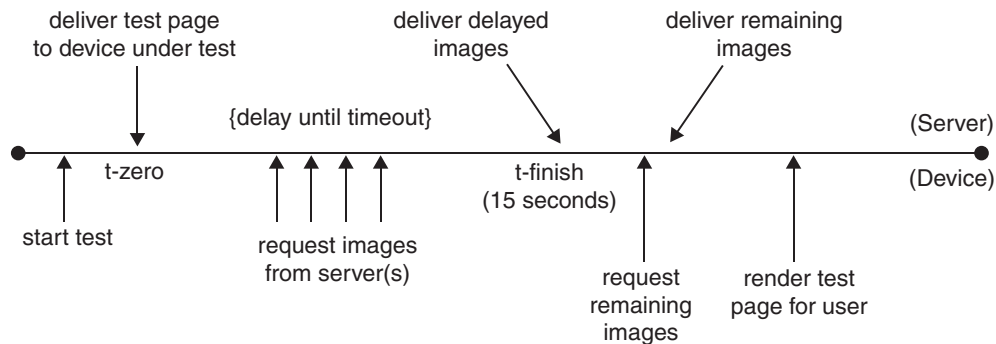 deliver test page
to device under test
deliver delayed
images
deliver remaining
images
{delay until timeout}
(Server)
t-zero
t-finish
(15 seconds)
(Device)
start test
request images
from server(s)
request
remaining
images
render test
page for user